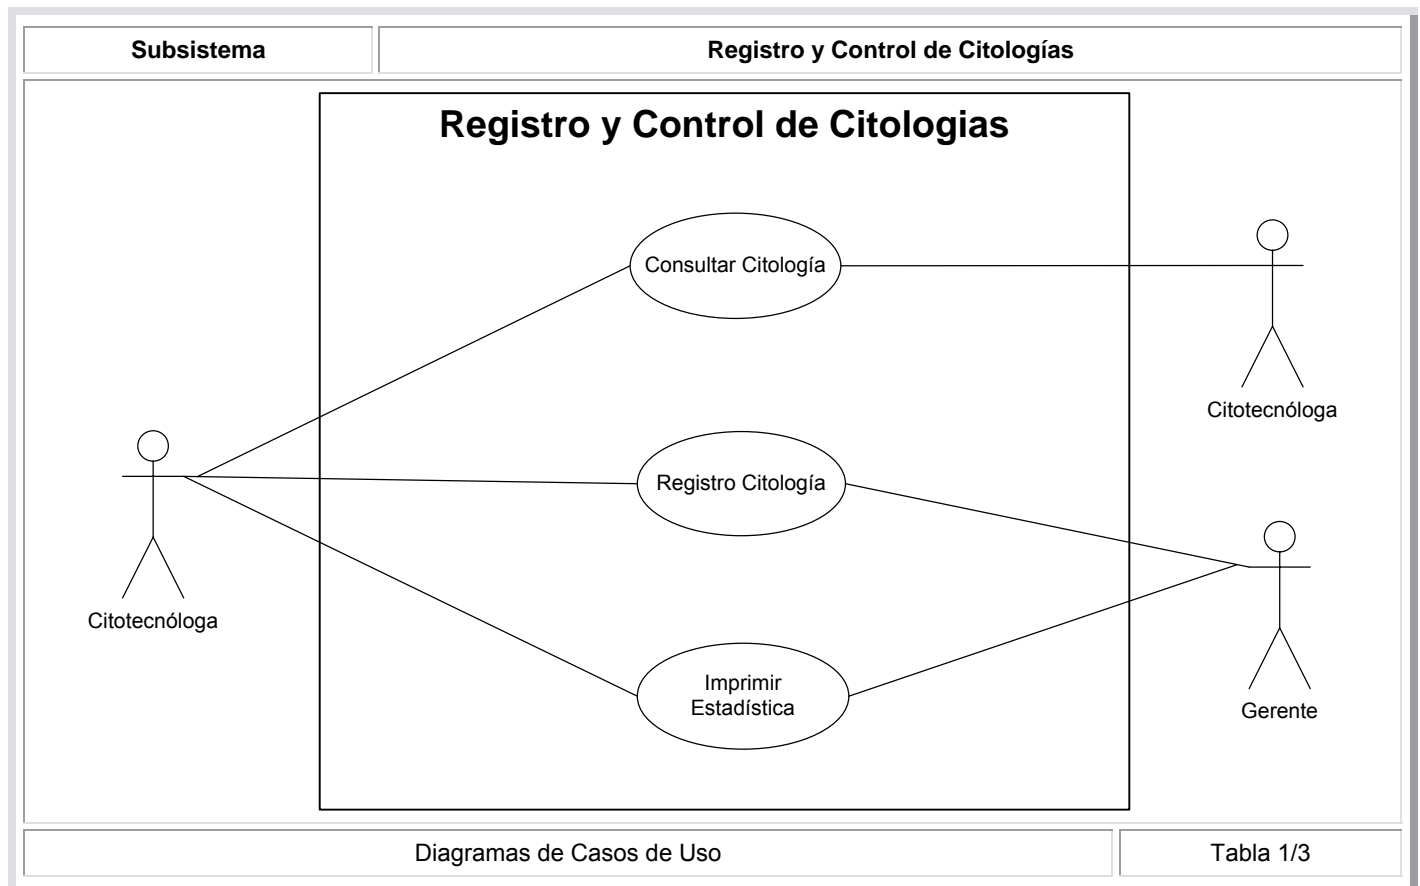 Subsistema
Registro y Control de Citologías
Registro y Control de Citologias
Consultar Citología
Citotecnóloga
Registro Citología
Citotecnóloga
Imprimir
Estadística
Gerente
Diagramas de Casos de Uso
Tabla 1/3